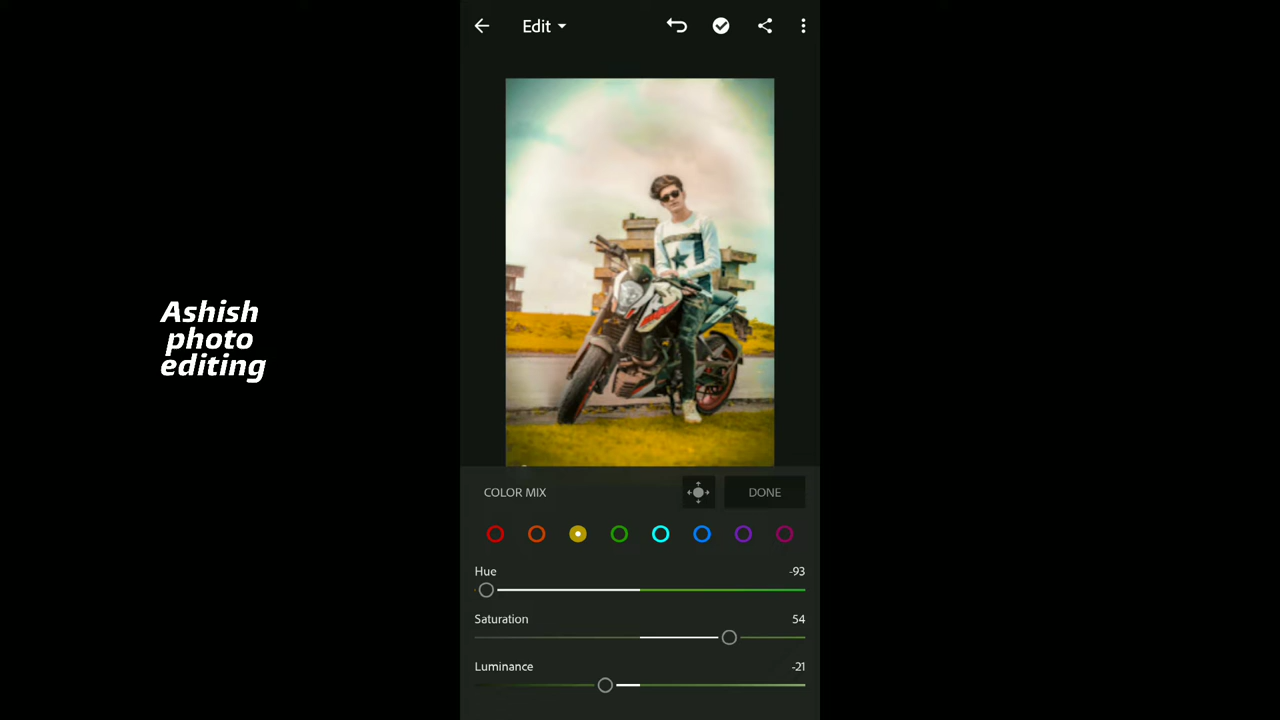 Edit
Ashish
photo
editing
COLOR MIX
DONE
Hue
-93
Saturation
54
Luminance
-21